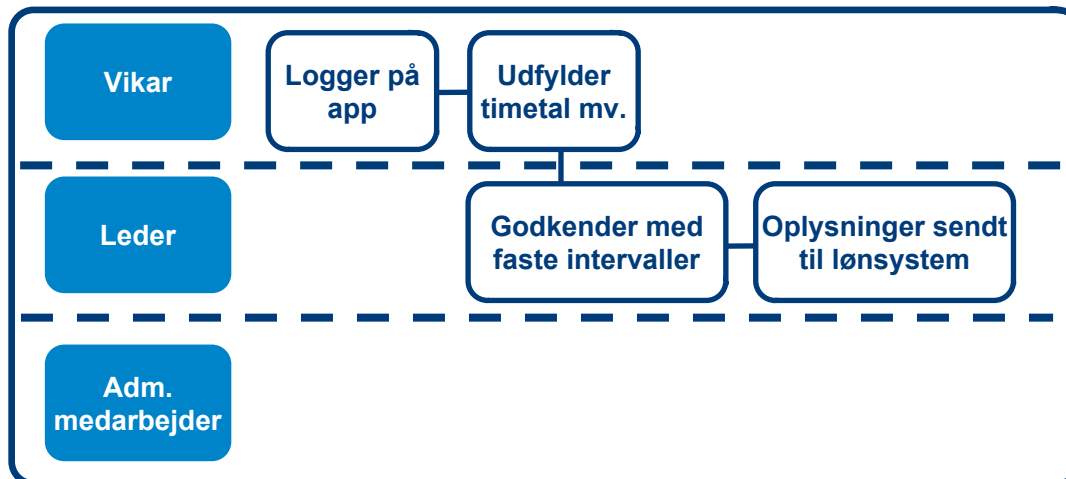 Vikar
Logger på
app
Udfylder
timetal mv.
Leder
Godkender med
faste intervaller
Oplysninger sendt
til lønsystem
Adm.
medarbejder